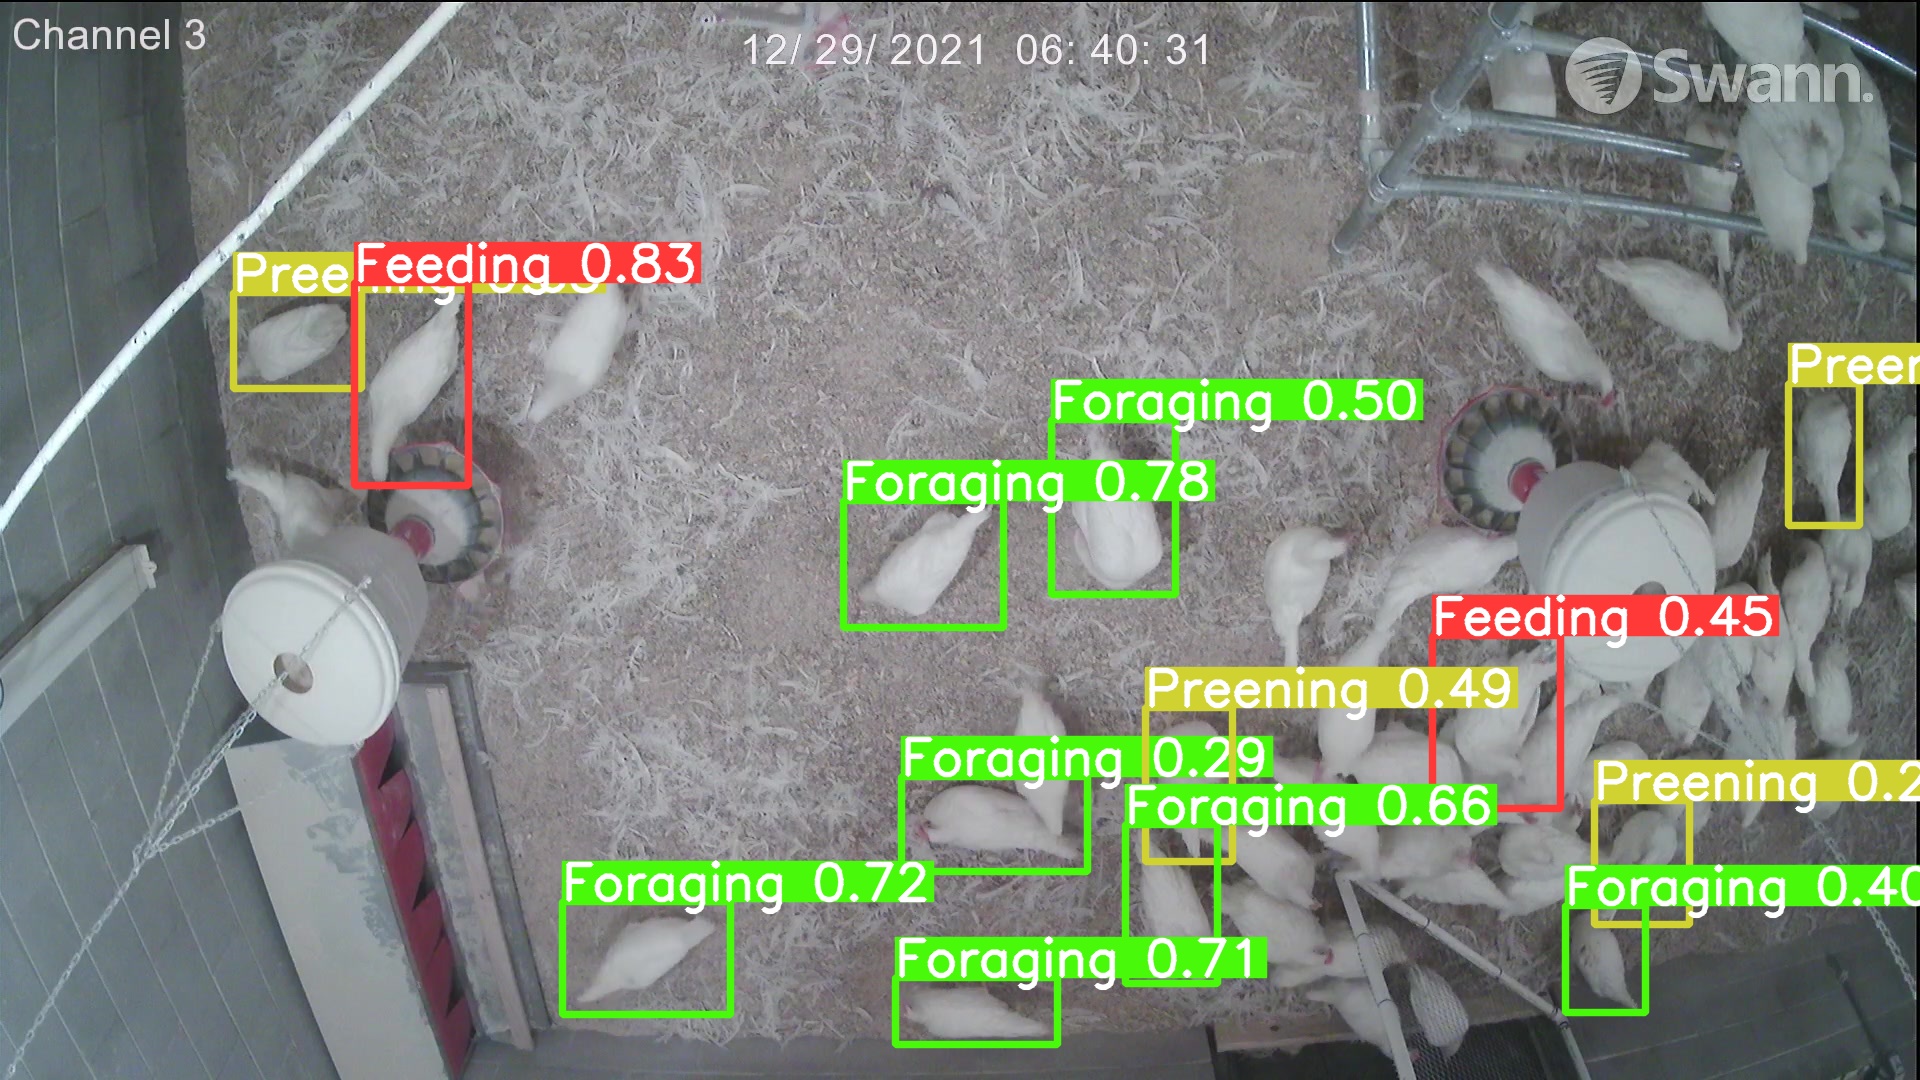 Channel 3
12/ 29/ 2021 06: 40: 31
Swann.
Feeding 0.83
Foraging 0.50
Foraging 0.78
Feeding 0.45
Preening 0.49
Foraging 0.29
Preening
Foraging 0.66
Foraging 0.72
Foraging
Foraging 0.71